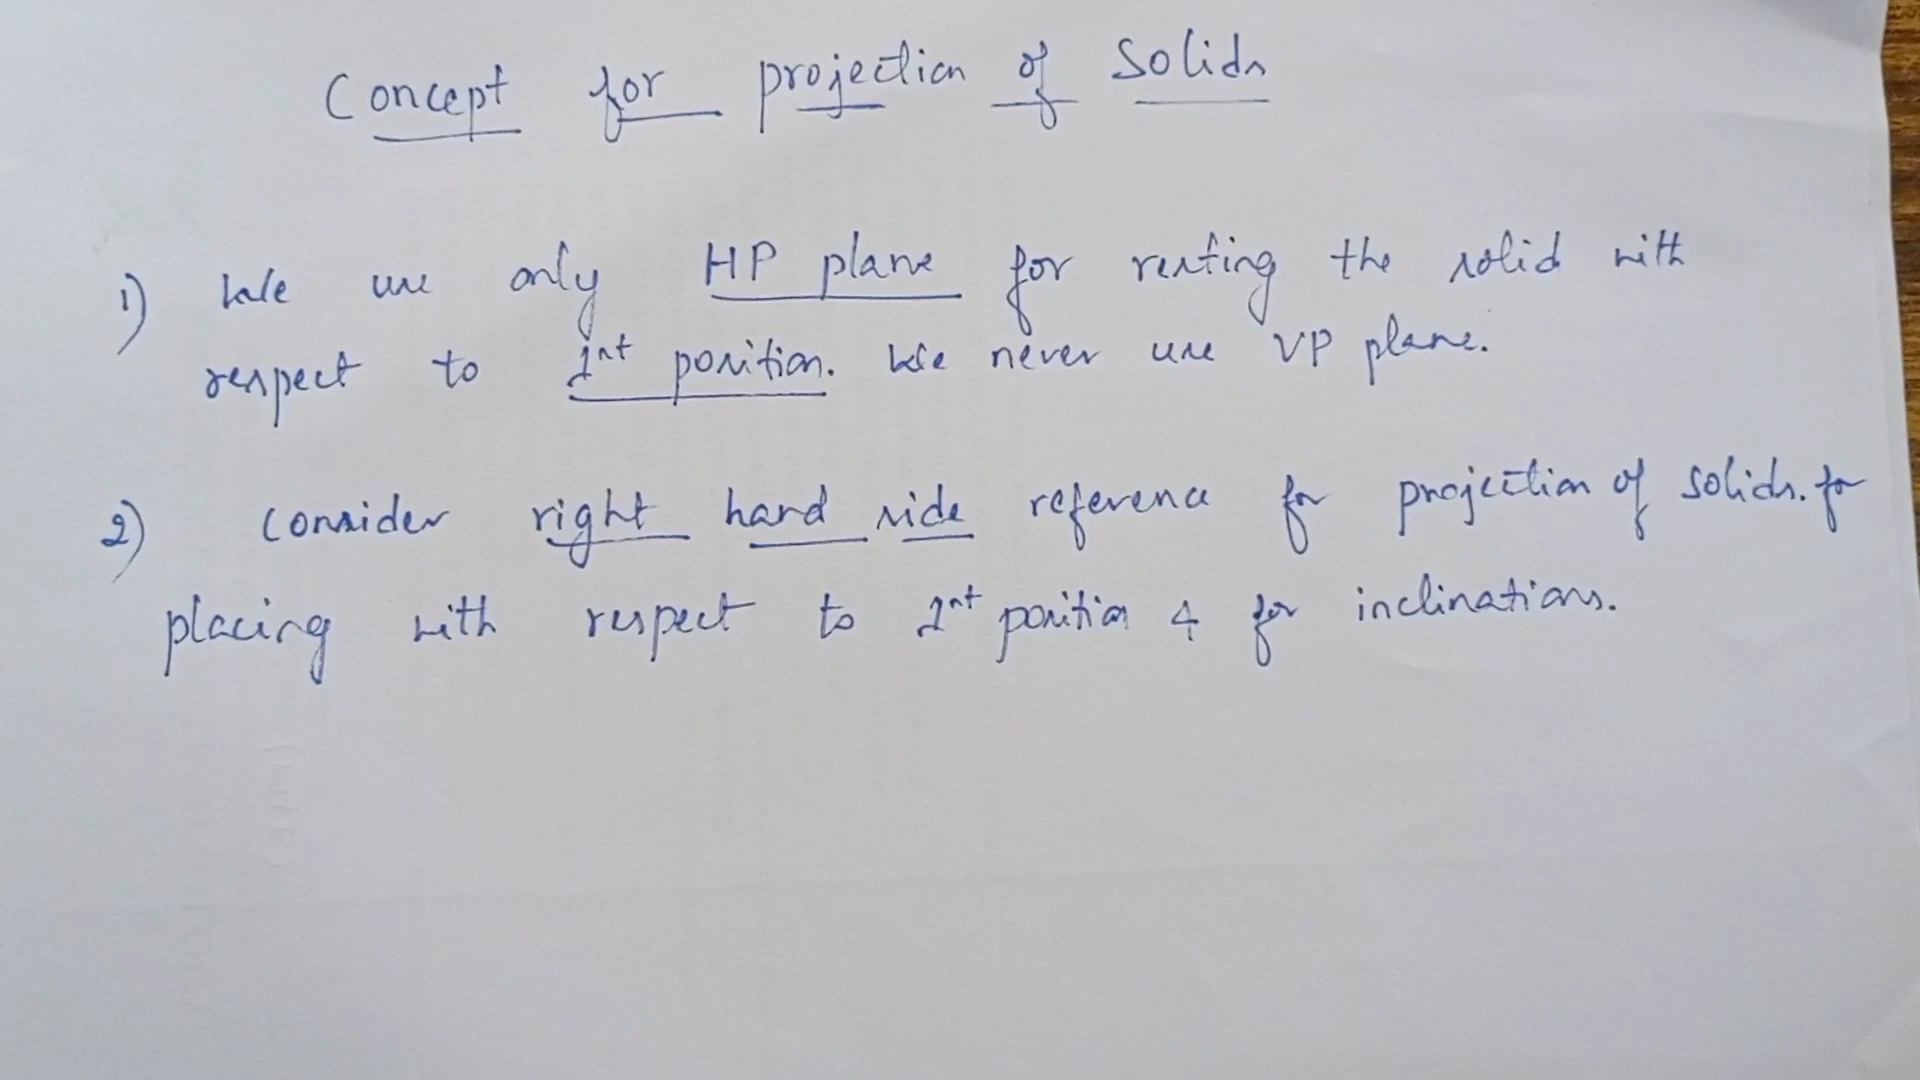 Concept for projection of Solids
1) We use only HP plane for resting the solid with
respect to 1st position. We never use VP plane.
2) Consider right hand side reference for projection of solids. for
placing with respect to 1st position & for inclinations.